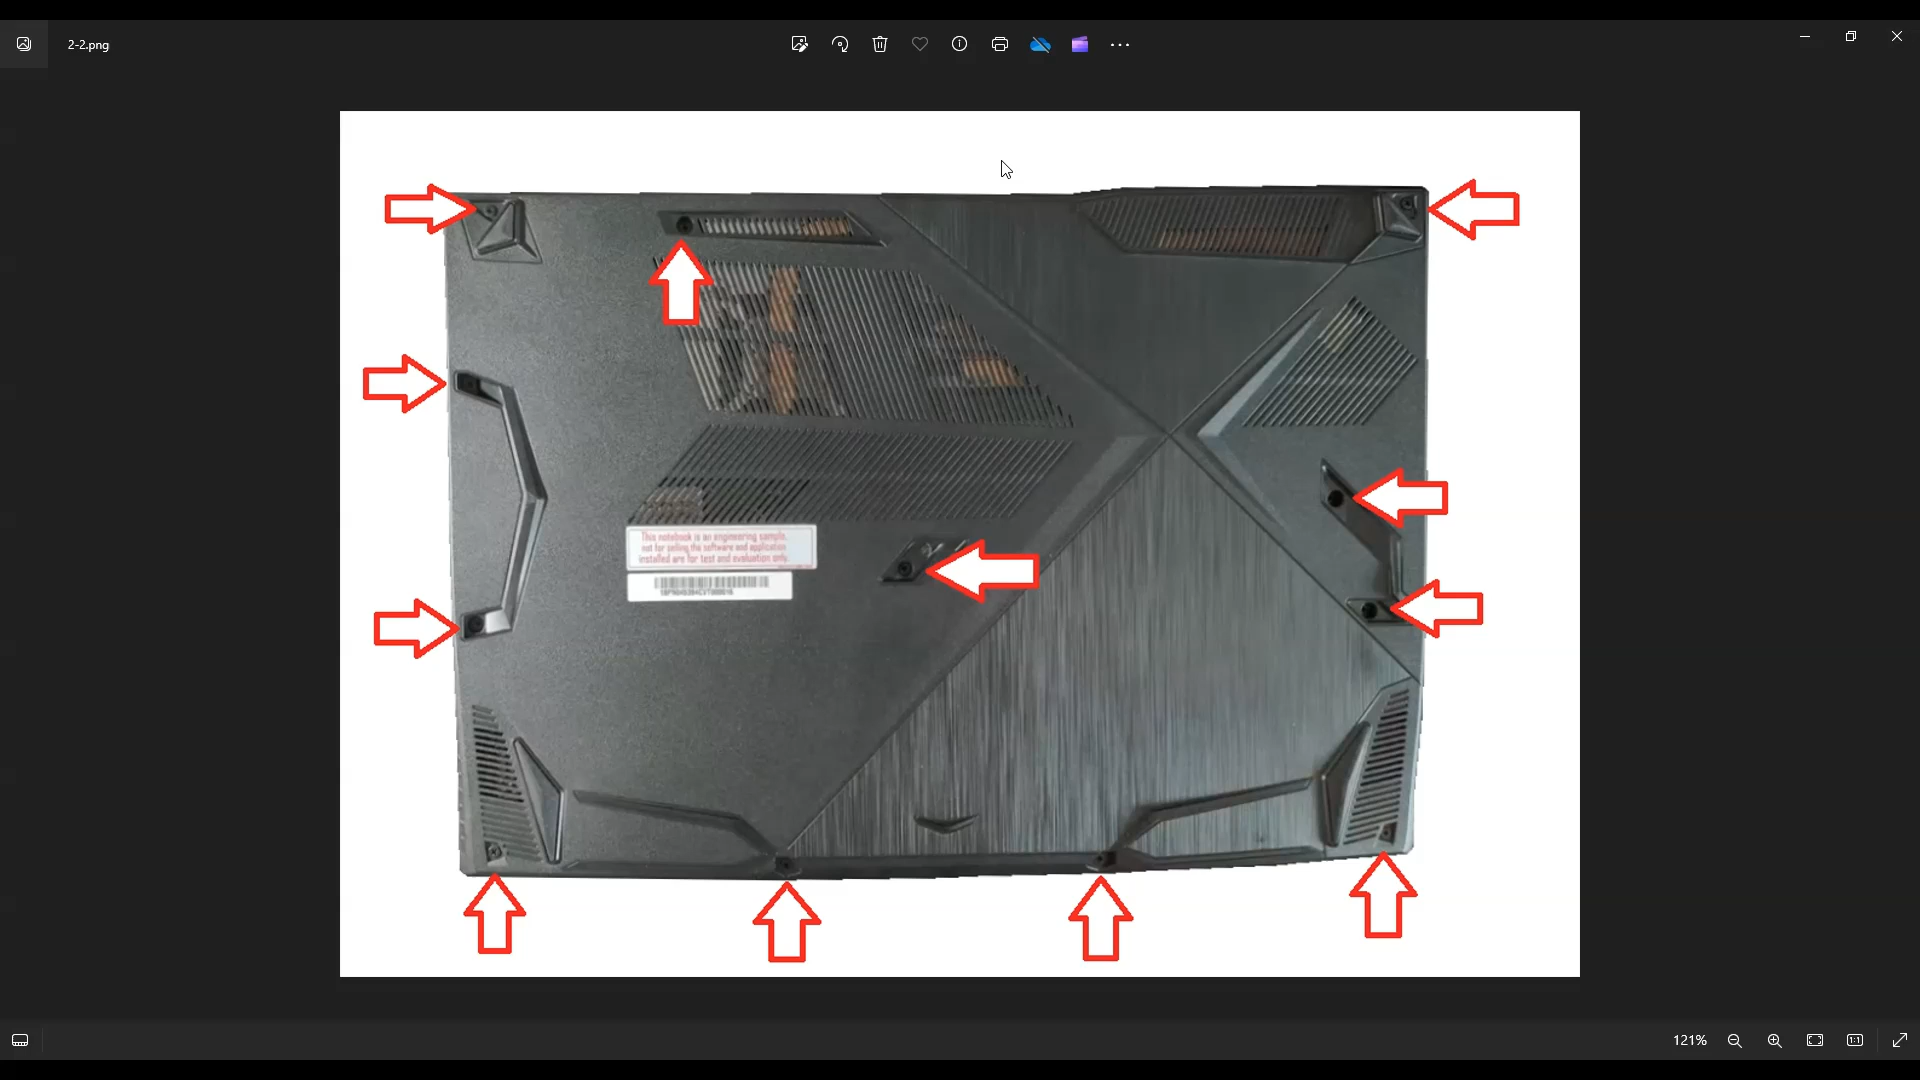 2-2.png
This notebook is an engineering sample,
not for selling the software and application
installed are for test and evaluation only.
121%